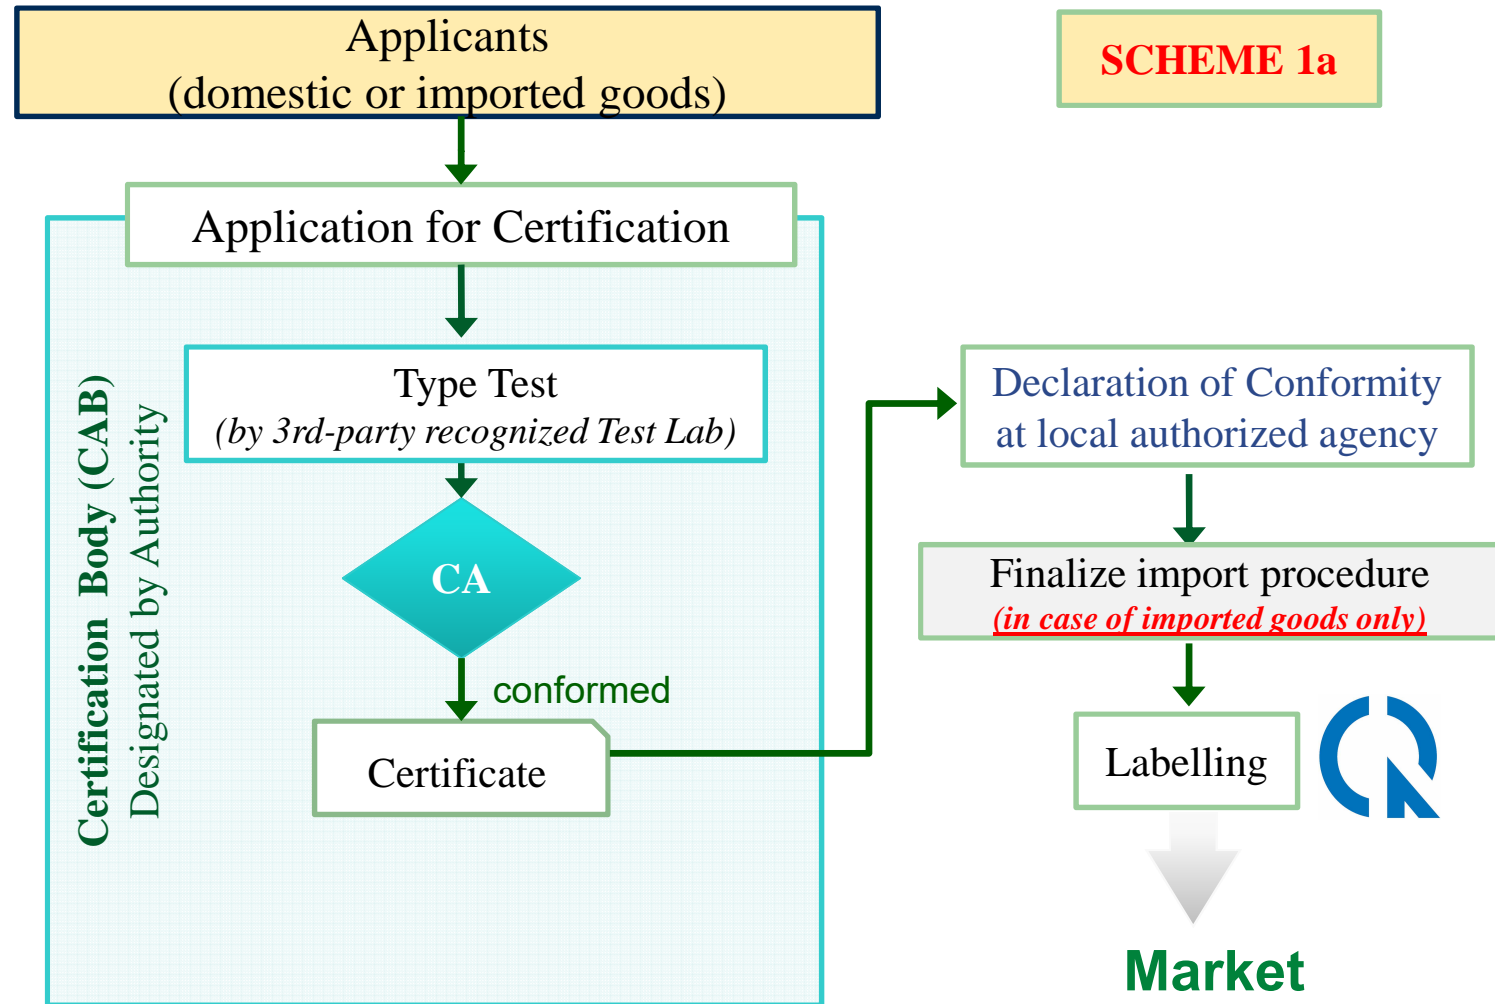 Applicants
(domestic or imported goods)
SCHEME 1a
Application for Certification
Certification Body (CAB)
Designated by Authority
Type Test
(by 3rd-party recognized Test Lab)
CA
conformed
Certificate
Declaration of Conformity
at local authorized agency
Finalize import procedure
(in case of imported goods only)
Labelling
Market